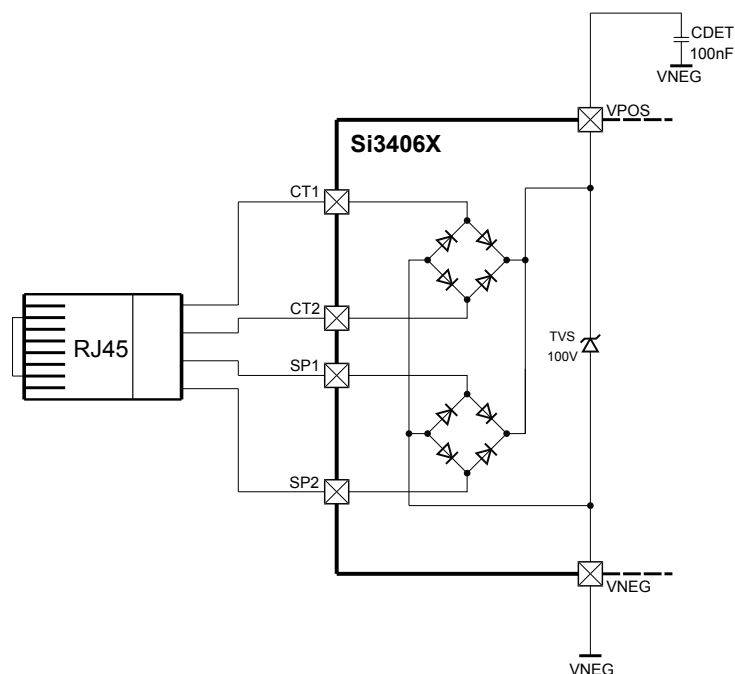 CDET
100nF
VNEG
VPOS
Si3406X
CT1
CT2
RJ45
SP1
TVS
100V
SP2
VNEG
VNEG